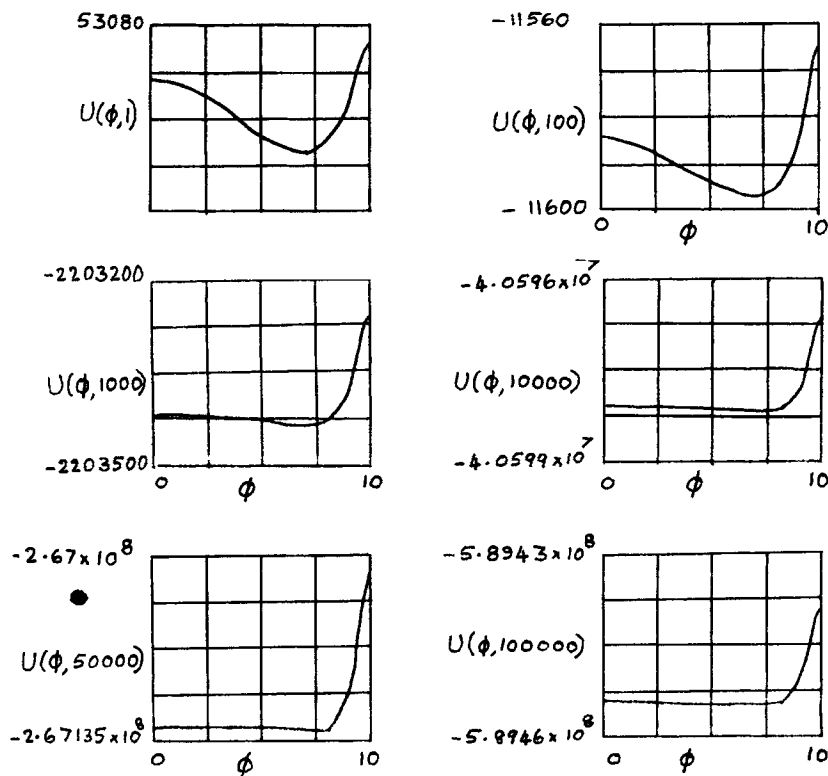 53080
U(φ,1)
-11560
U(φ,100)
-11600
0 φ 10
-2203200
U(φ,1000)
-2203500
0 φ 10
-4.0596x10^7
U(φ,10000)
-4.0599x10^7
0 φ 10
-2.67x10^8
U(φ,50000)
-2.67135x10^8
0 φ 10
-5.8943x10^8
U(φ,100000)
-5.8946x10^8
0 φ 10